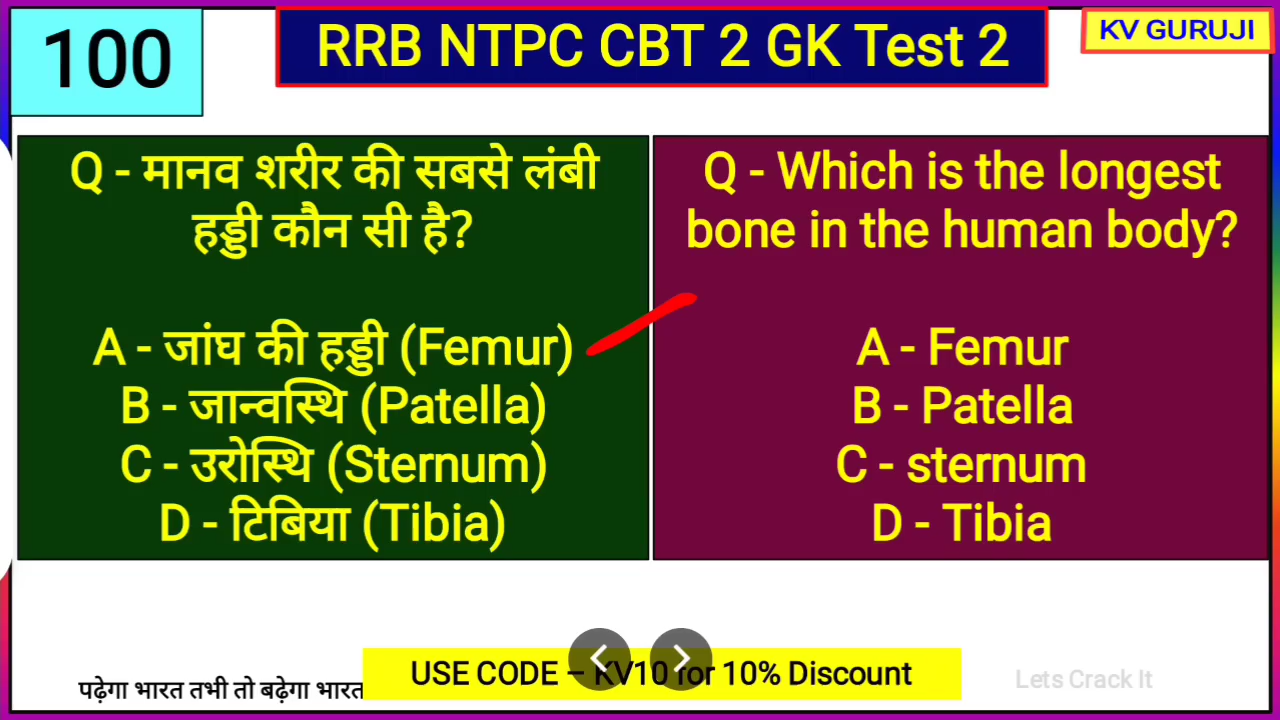 100
RRB NTPC CBT 2 GK Test 2
KV GURUJI
Q - मानव शरीर की सबसे लंबी
हड्डी कौन सी है?
A - जांघ की हड्डी (Femur)
B - जान्वस्थि (Patella)
C - उरोस्थि (Sternum)
D - टिबिया (Tibia)
Q - Which is the longest
bone in the human body?
A - Femur
B - Patella
C - sternum
D - Tibia
पढ़ेगा भारत तभी तो बढ़ेगा भारत
USE CODE – KV10 for 10% Discount
Lets Crack It